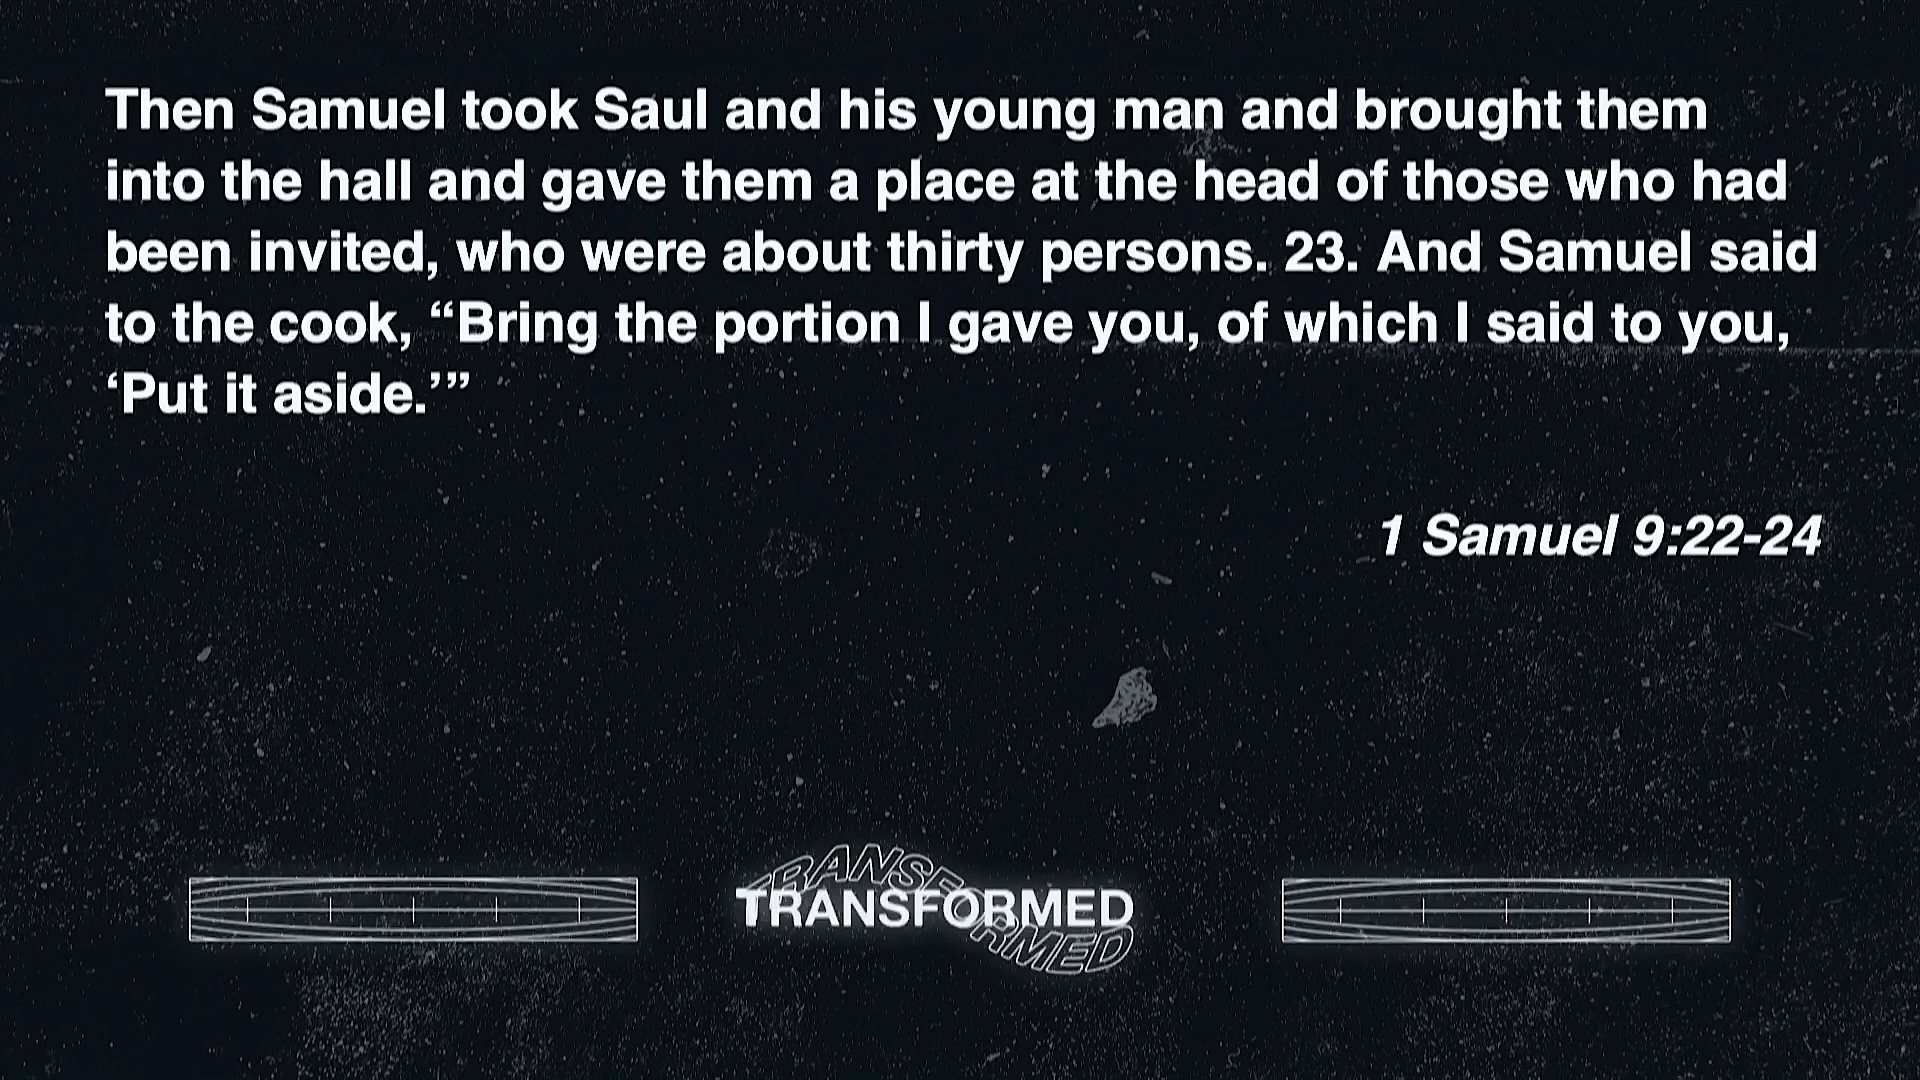 Then Samuel took Saul and his young man and brought them
into the hall and gave them a place at the head of those who had
been invited, who were about thirty persons. 23. And Samuel said
to the cook, “Bring the portion I gave you, of which I said to you,
‘Put it aside.’”
1 Samuel 9:22-24
TRANSFORMED
TRANSFORMED